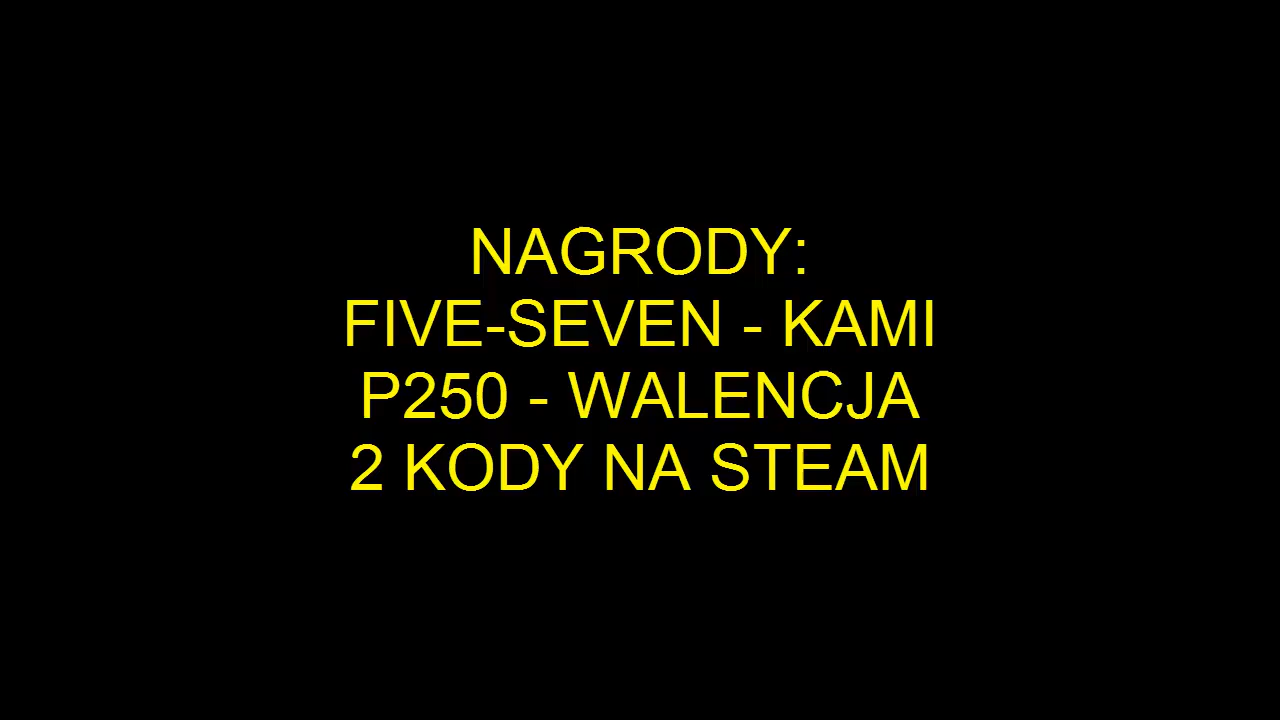 NAGRODY:
FIVE-SEVEN - KAMI
P250 - WALENCJA
2 KODY NA STEAM